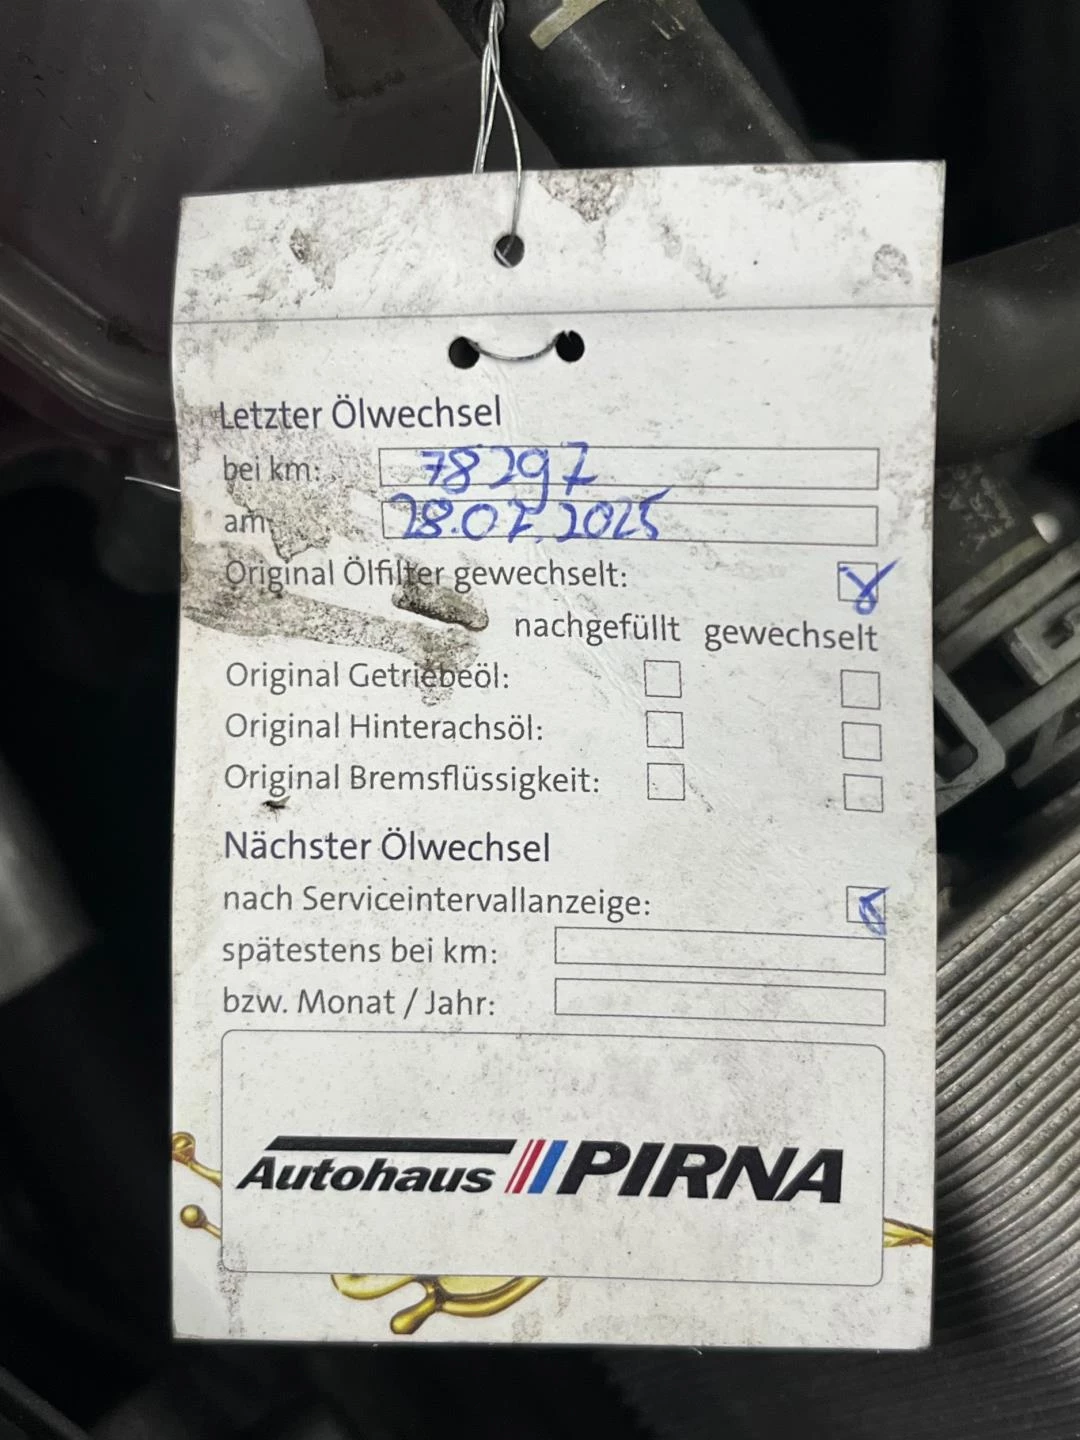 Letzter Ölwechsel
bei km: 78297
am 28.07.2025
Original Ölfilter gewechselt:
nachgefüllt gewechselt
Original Getriebeöl:
Original Hinterachsöl:
Original Bremsflüssigkeit:
Nächster Ölwechsel
nach Serviceintervallanzeige:
spätestens bei km:
bzw. Monat / Jahr:
Autohaus PIRNA